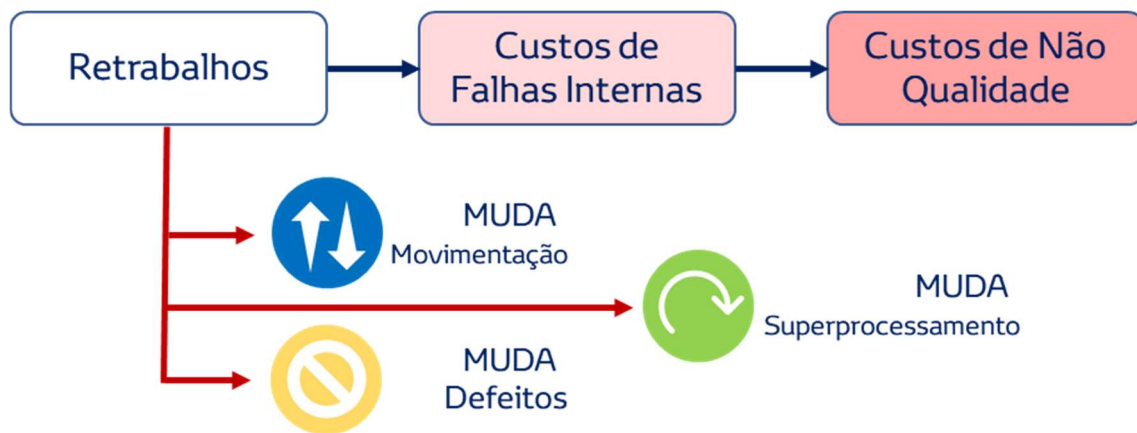 Retrabalhos
Custos de
Falhas Internas
Custos de Não
Qualidade
MUDA
Movimentação
MUDA
Superprocessamento
MUDA
Defeitos